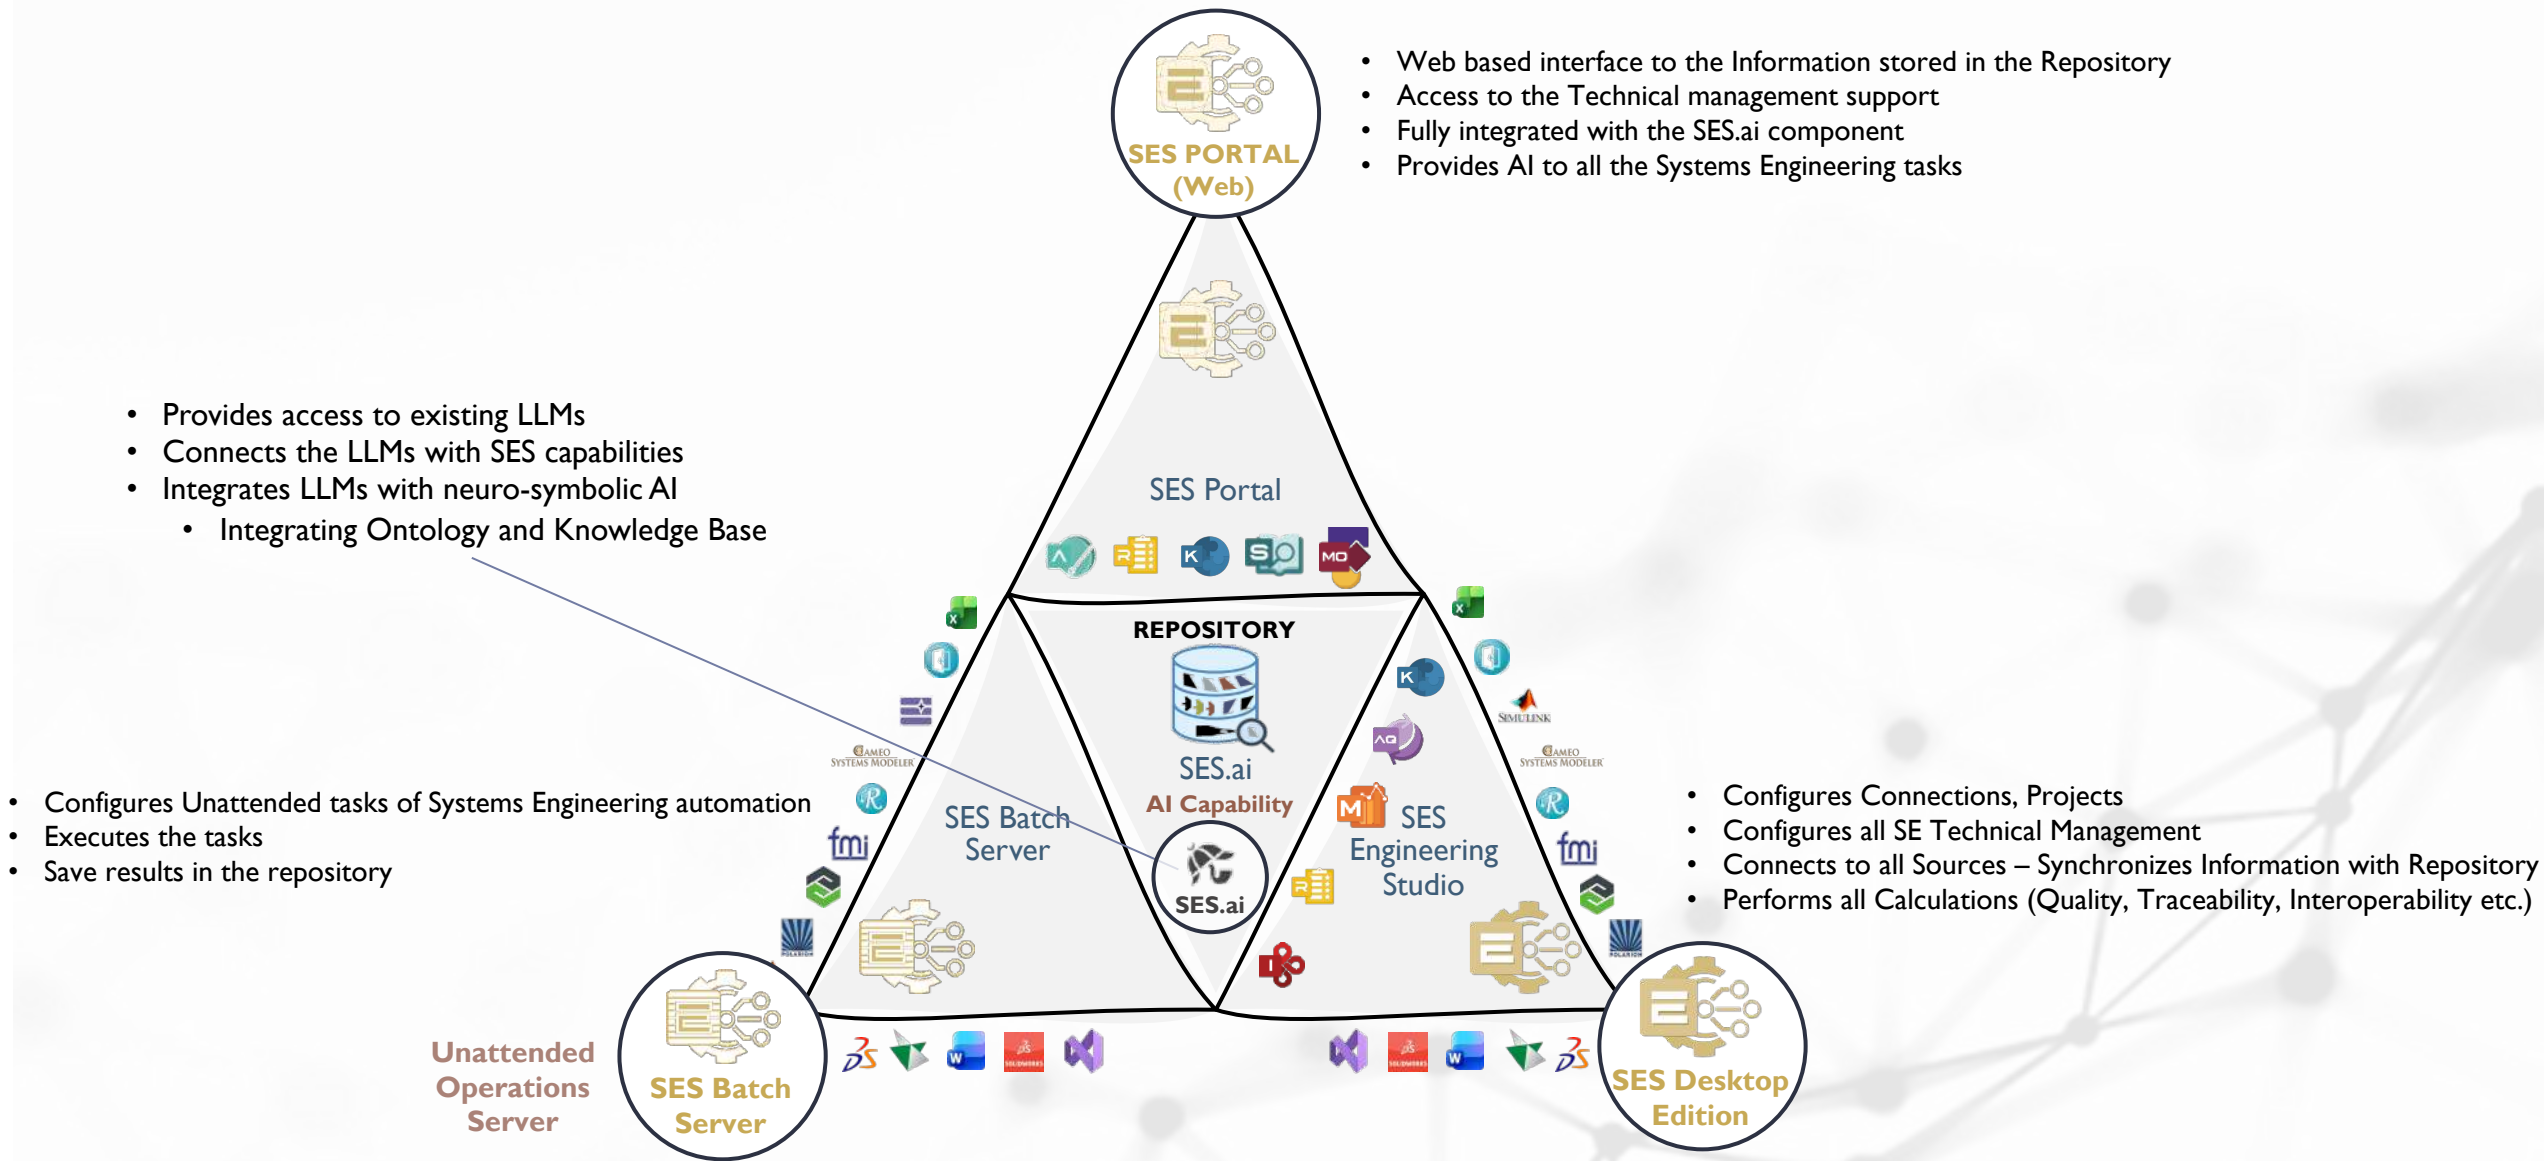 SES PORTAL
(Web)
• Web based interface to the Information stored in the Repository
• Access to the Technical management support
• Fully integrated with the SES.ai component
• Provides AI to all the Systems Engineering tasks
• Provides access to existing LLMs
• Connects the LLMs with SES capabilities
• Integrates LLMs with neuro-symbolic AI
• Integrating Ontology and Knowledge Base
SES Portal
Λ
R
K
S
MO
REPOSITORY
SES.ai
AI Capability
SES.ai
X
CAMEO
SYSTEMS MODELER
R
fmi
POLARION
• Configures Unattended tasks of Systems Engineering automation
• Executes the tasks
• Save results in the repository
SES Batch
Server
K
AQ
M
R
I
SES
Engineering
Studio
X
SIMULINK
CAMEO
SYSTEMS MODELER
R
fmi
POLARION
• Configures Connections, Projects
• Configures all SE Technical Management
• Connects to all Sources – Synchronizes Information with Repository
• Performs all Calculations (Quality, Traceability, Interoperability etc.)
Unattended
Operations
Server
SES Batch
Server
W
SOLIDWORKS
SOLIDWORKS
W
SES Desktop
Edition